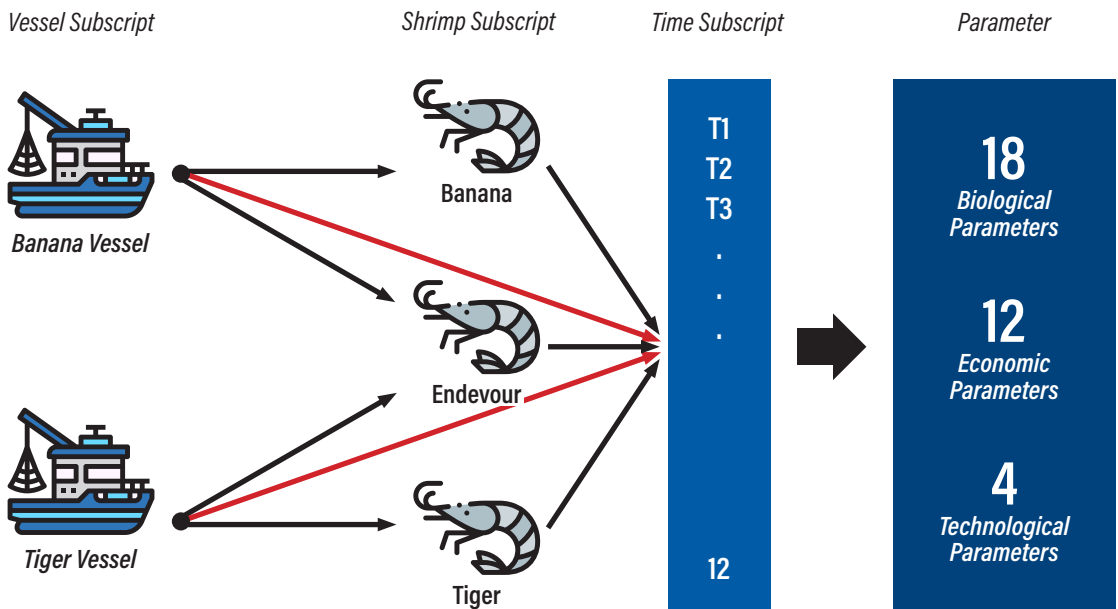 Vessel Subscript
Shrimp Subscript
Time Subscript
Parameter
Banana Vessel
Tiger Vessel
Banana
Endevour
Tiger
T1
T2
T3
.
.
.
12
18
Biological
Parameters
12
Economic
Parameters
4
Technological
Parameters